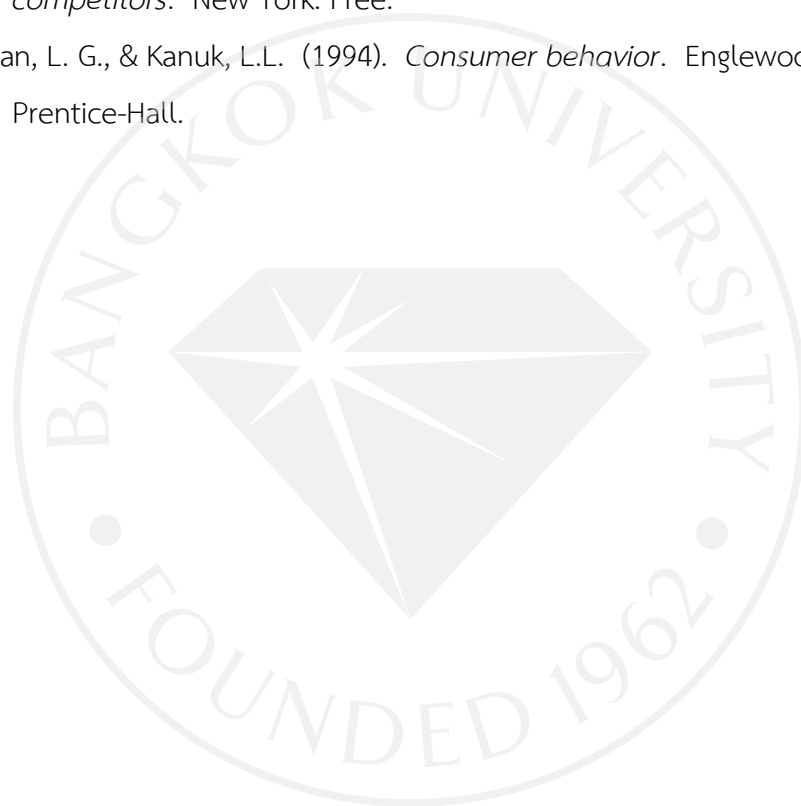 competitors. New York: Free.
an, L. G., & Kanuk, L.L. (1994). Consumer behavior. Englewood
Prentice-Hall.
BANGKOK UNIVERSITY
FOUNDED 1962